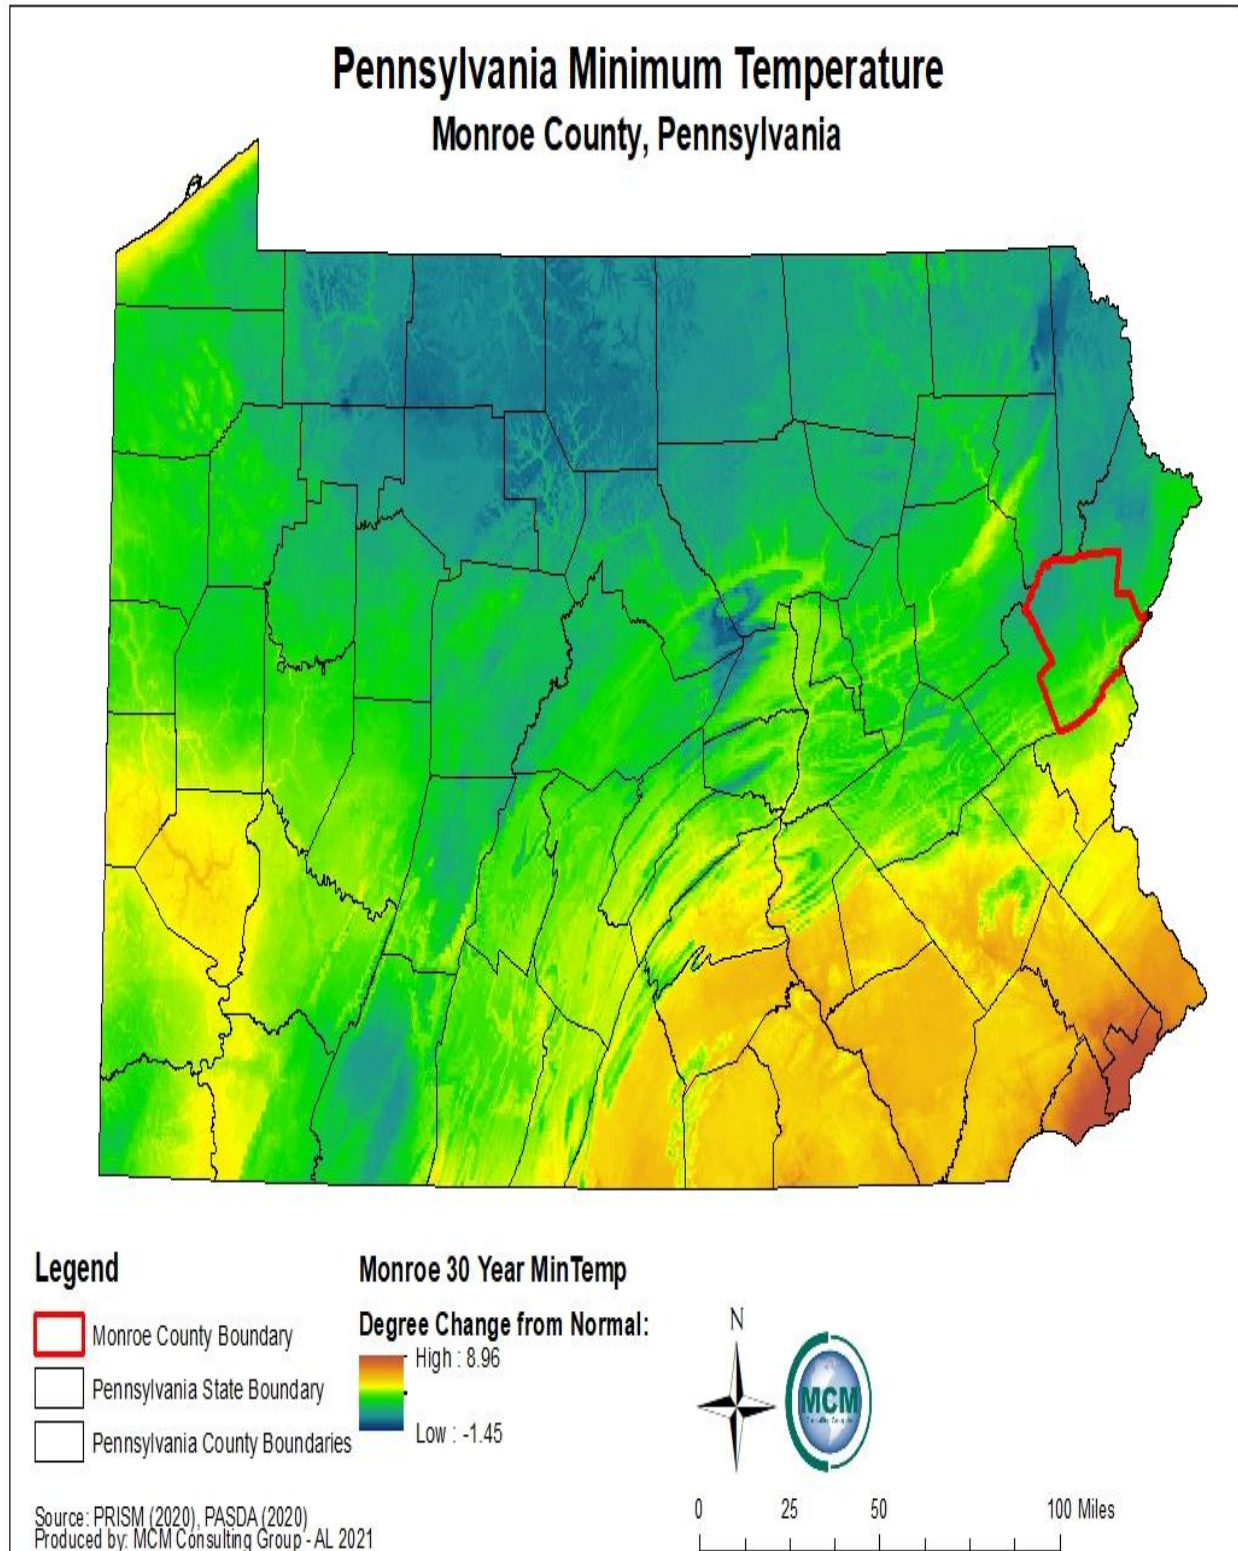 Pennsylvania Minimum Temperature
Monroe County, Pennsylvania
Legend
Monroe County Boundary
Pennsylvania State Boundary
Pennsylvania County Boundaries
Monroe 30 Year MinTemp
Degree Change from Normal:
High : 8.96
Low : -1.45
N
MCM
Source: PRISM (2020), PASDA (2020)
Produced by: MCM Consulting Group - AL 2021
0 25 50 100 Miles